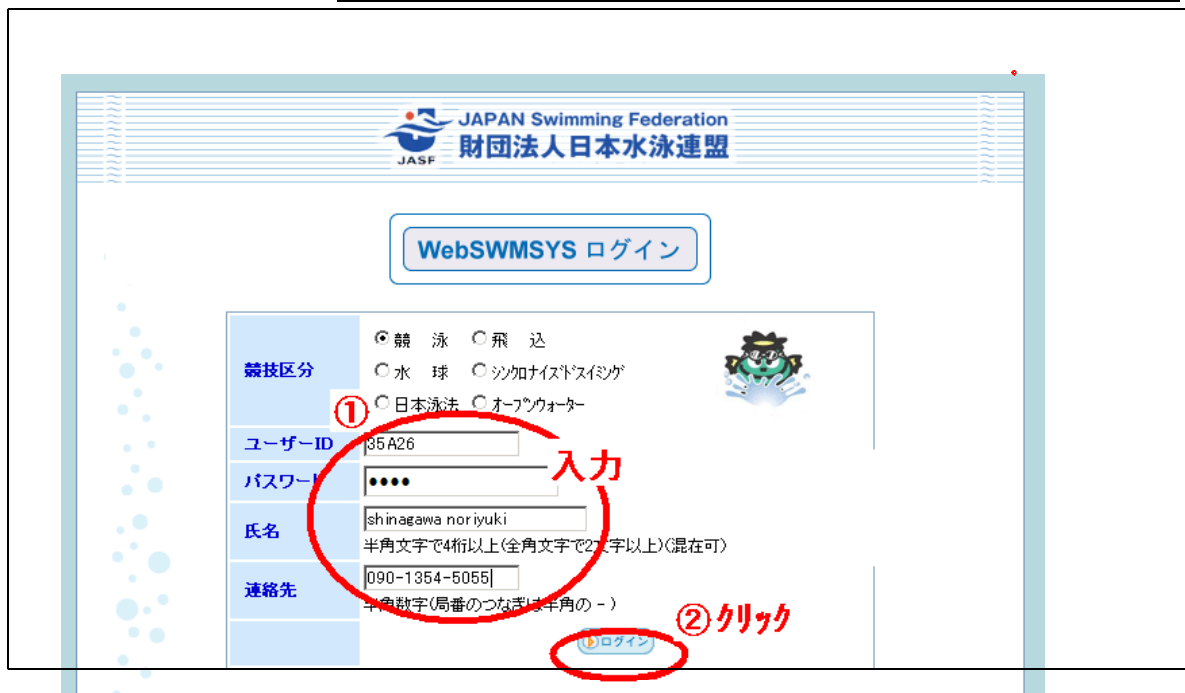 JAPAN Swimming Federation
財団法人日本水泳連盟
JASF
WebSWMSYS ログイン
競技区分
競 泳 飛 込
水 球 シンクロナイズドスイミング
日本泳法 オープンウォーター
①
ユーザーID 35A26
入力
パスワード ●●●●
氏名 shinagawa noriyuki
半角文字で4桁以上(全角文字で2文字以上)(混在可)
連絡先 090-1354-5055
半角数字(局番のつなぎは半角の - )
②クリック
ログイン